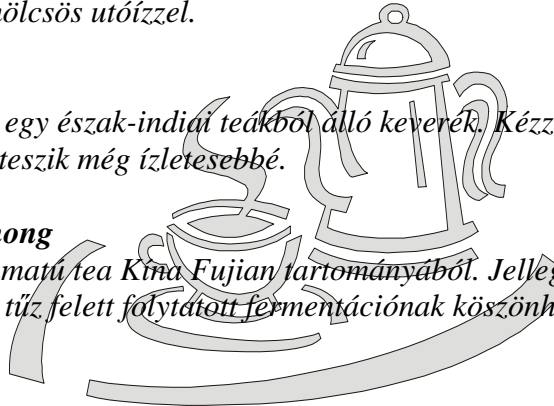 ölcsös utóízzel.
egy észak-indiai teákból álló keverék. Kézz
teszik még ízletesebbé.
ong
matú tea Kína Fujian tartományából. Jelleg
tűz felett folytatott fermentációnak köszönh